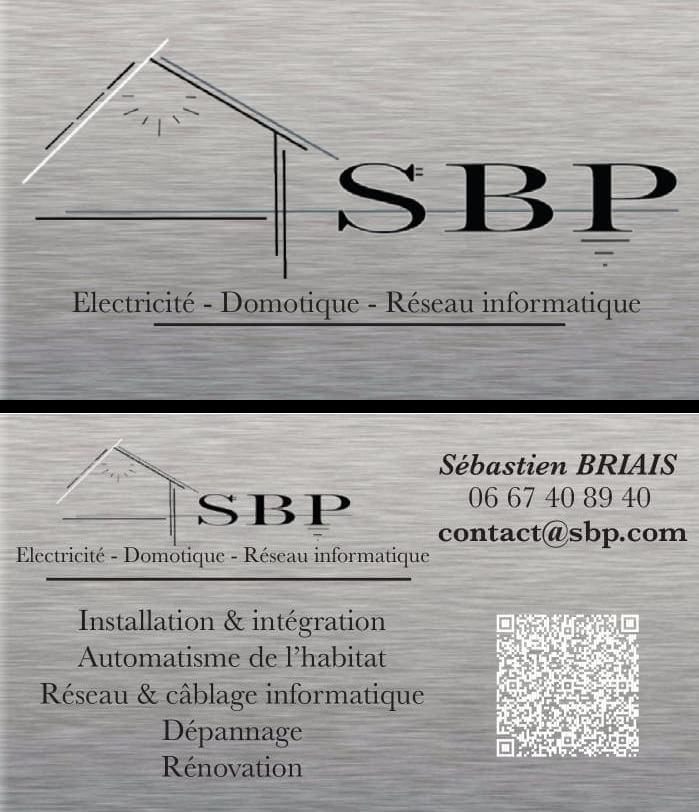 SBP
Electricité - Domotique - Réseau informatique
SBP
Electricité - Domotique - Réseau informatique
Sébastien BRIAIS
06 67 40 89 40
contact@sbp.com
Installation & intégration
Automatisme de l’habitat
Réseau & câblage informatique
Dépannage
Rénovation